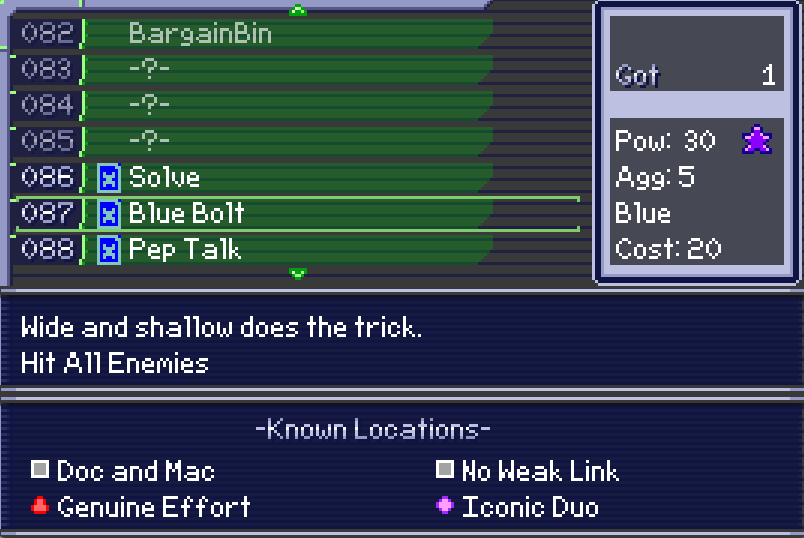 082 BargainBin
083 -?-
084 -?-
085 -?-
086 Solve
087 Blue Bolt
088 Pep Talk
Got 1
Pow: 30
Agg: 5
Blue
Cost: 20
Wide and shallow does the trick.
Hit All Enemies
-Known Locations-
Doc and Mac
No Weak Link
Genuine Effort
Iconic Duo